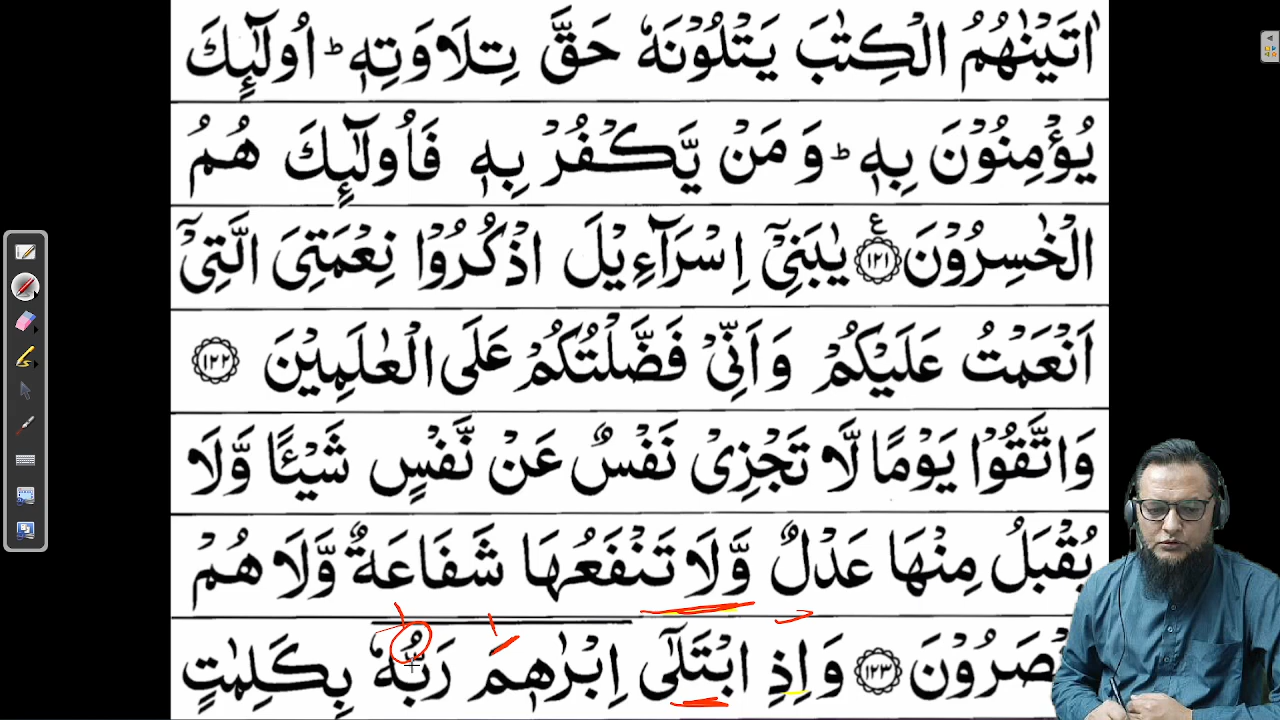 اٰتَيْنٰهُمُ الْكِتٰبَ يَتْلُوْنَهٗ حَقَّ تِلَاوَتِهٖ ؕ اُولٰٓئِكَ
يُؤْمِنُوْنَ بِهٖ ؕ وَ مَنْ يَّكْفُرْ بِهٖ فَاُولٰٓئِكَ هُمُ
الْخٰسِرُوْنَ ۝۱۲۱ ع يٰبَنِيْۤ اِسْرَآءِيْلَ اذْكُرُوْا نِعْمَتِيَ الَّتِيْۤ
اَنْعَمْتُ عَلَيْكُمْ وَاَنِّيْ فَضَّلْتُكُمْ عَلَى الْعٰلَمِيْنَ ۝۱۲۲
وَاتَّقُوْا يَوْمًا لَّا تَجْزِيْ نَفْسٌ عَنْ نَّفْسٍ شَيْـًٔا وَّلَا
يُقْبَلُ مِنْهَا عَدْلٌ وَّلَا تَنْفَعُهَا شَفَاعَةٌ وَّلَا هُمْ
يُنْصَرُوْنَ ۝۱۲۳ وَاِذِ ابْتَلٰۤى اِبْرٰهٖمَ رَبُّهٗ بِكَلِمٰتٍ